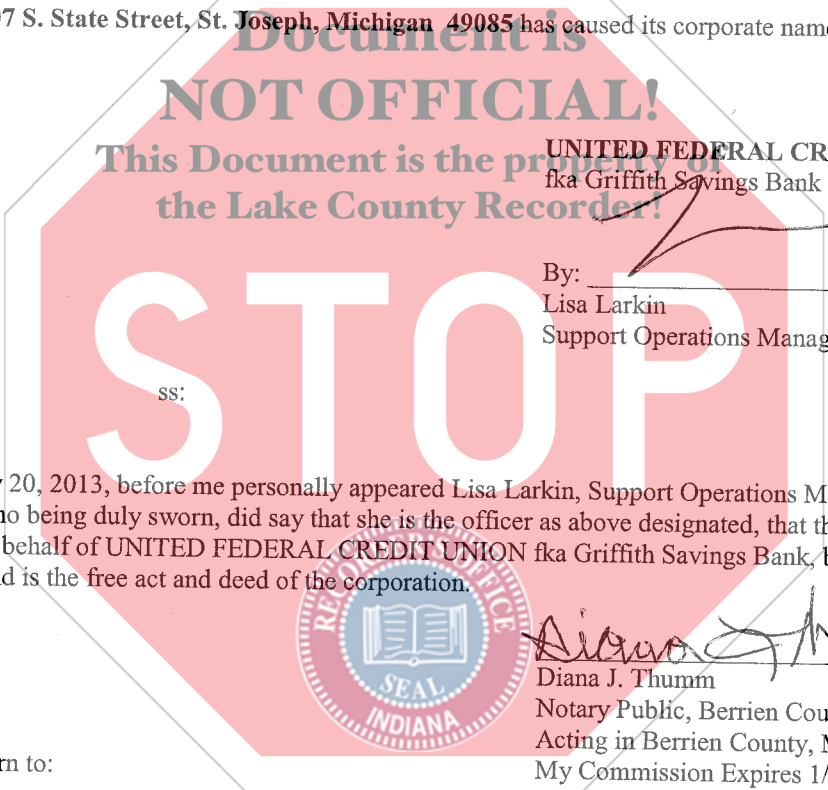 7 S. State Street, St. Joseph, Michigan 49085 has caused its corporate name
Document is
NOT OFFICIAL!
This Document is the property of
the Lake County Recorder!
UNITED FEDERAL CR
fka Griffith Savings Bank
By:
Lisa Larkin
Support Operations Manag
STOP
ss:
20, 2013, before me personally appeared Lisa Larkin, Support Operations M
ho being duly sworn, did say that she is the officer as above designated, that th
behalf of UNITED FEDERAL CREDIT UNION fka Griffith Savings Bank, b
d is the free act and deed of the corporation.
RECORDER'S OFFICE
SEAL
INDIANA
Diana J. Thumm
Notary Public, Berrien Cou
Acting in Berrien County, M
My Commission Expires 1/
rn to: